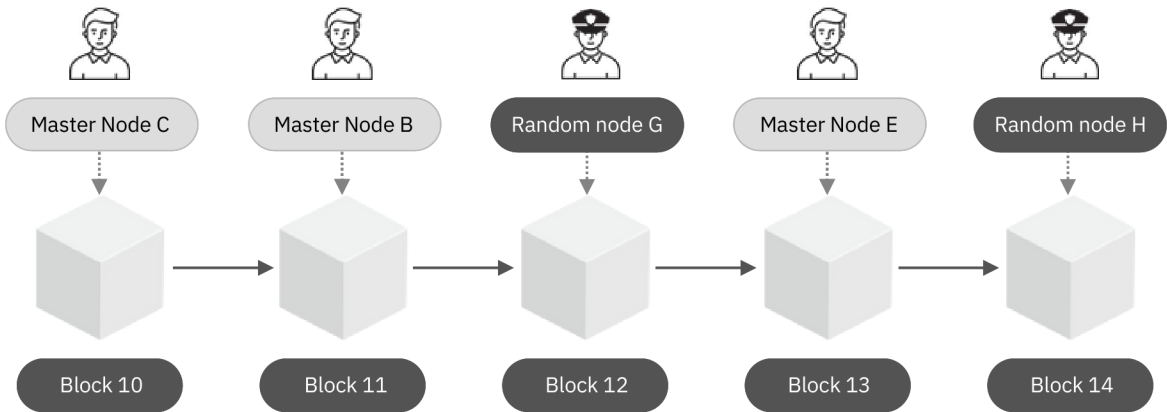 Master Node C
Master Node B
Random node G
Master Node E
Random node H
Block 10
Block 11
Block 12
Block 13
Block 14